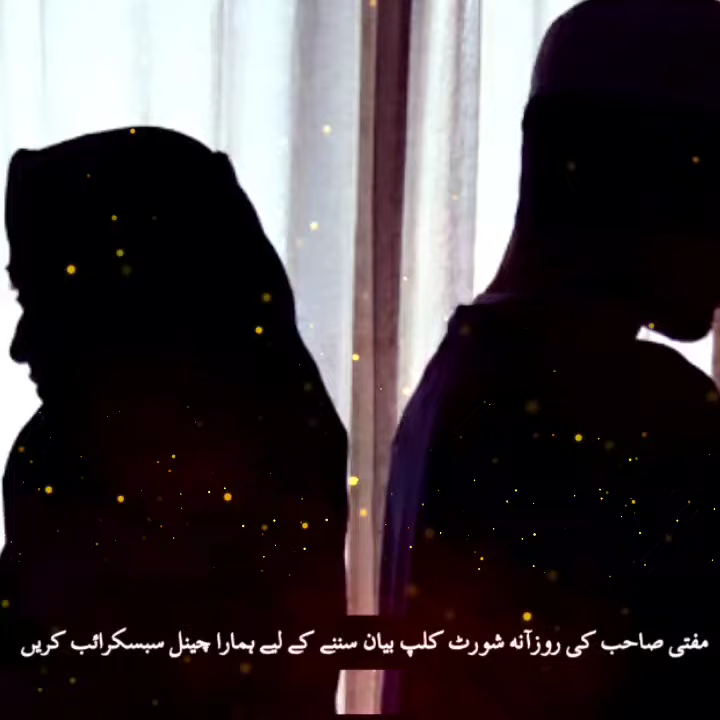 مفتی صاحب کی روزآنہ شورٹ کلپ بیان سننے کے لیے ہمارا چینل سبسکرائب کریں